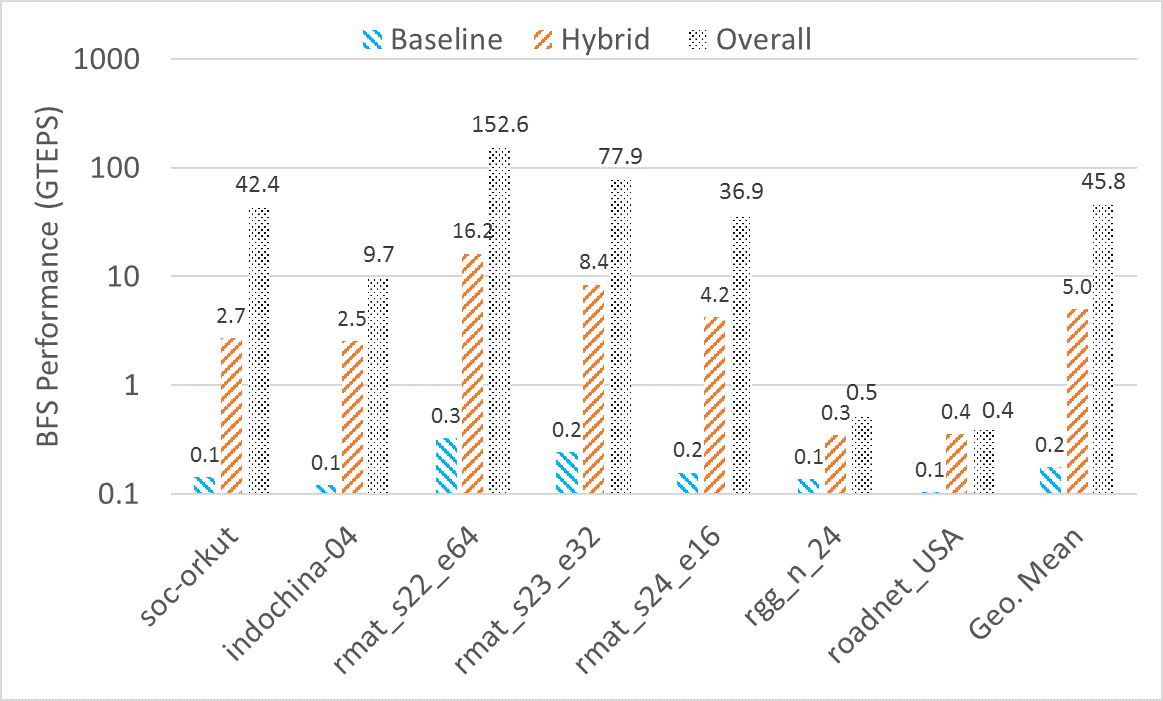 Baseline Hybrid Overall
BFS Performance (GTEPS)
1000
100
10
1
0.1
0.1 2.7 42.4
0.1 2.5 9.7
0.3 16.2 152.6
0.2 8.4 77.9
0.2 4.2 36.9
0.1 0.3 0.5
0.1 0.4 0.4
0.2 5.0 45.8
soc-orkut
indochina-04
rmat_s22_e64
rmat_s23_e32
rmat_s24_e16
rgg_n_24
roadnet_USA
Geo. Mean